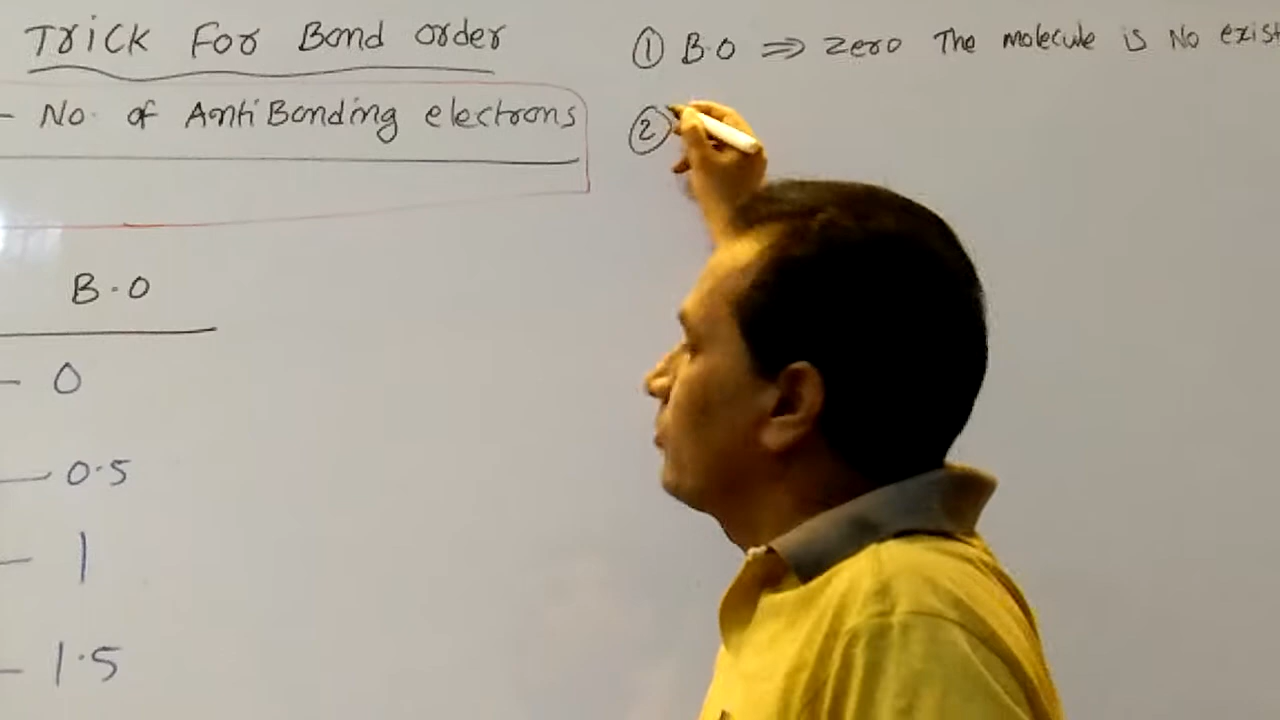 Trick For Bond order
- No. of AntiBonding electrons
B.O
- 0
- 0.5
- 1
- 1.5
① B.O ⇒ Zero The molecule is No exist
②